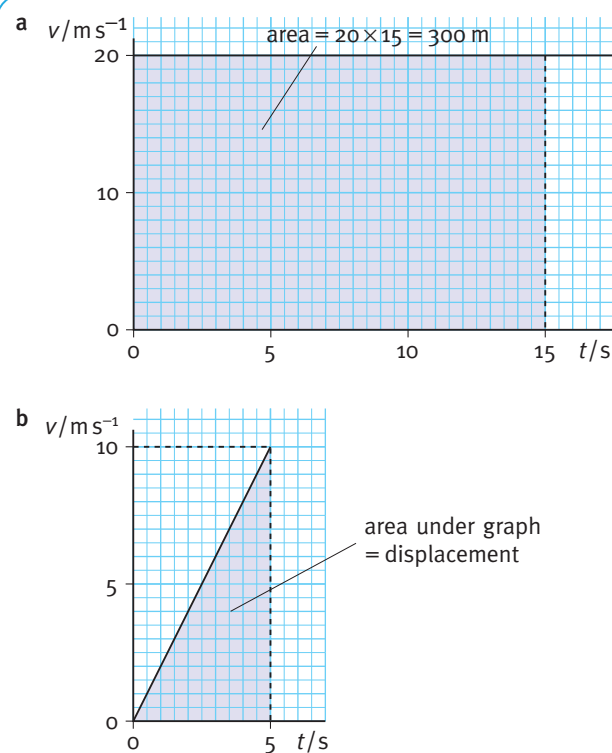 a
v/m s⁻¹
area = 20 × 15 = 300 m
20
10
0
0 5 10 15 t/s
b
v/m s⁻¹
10
area under graph
= displacement
5
0
0 5 t/s